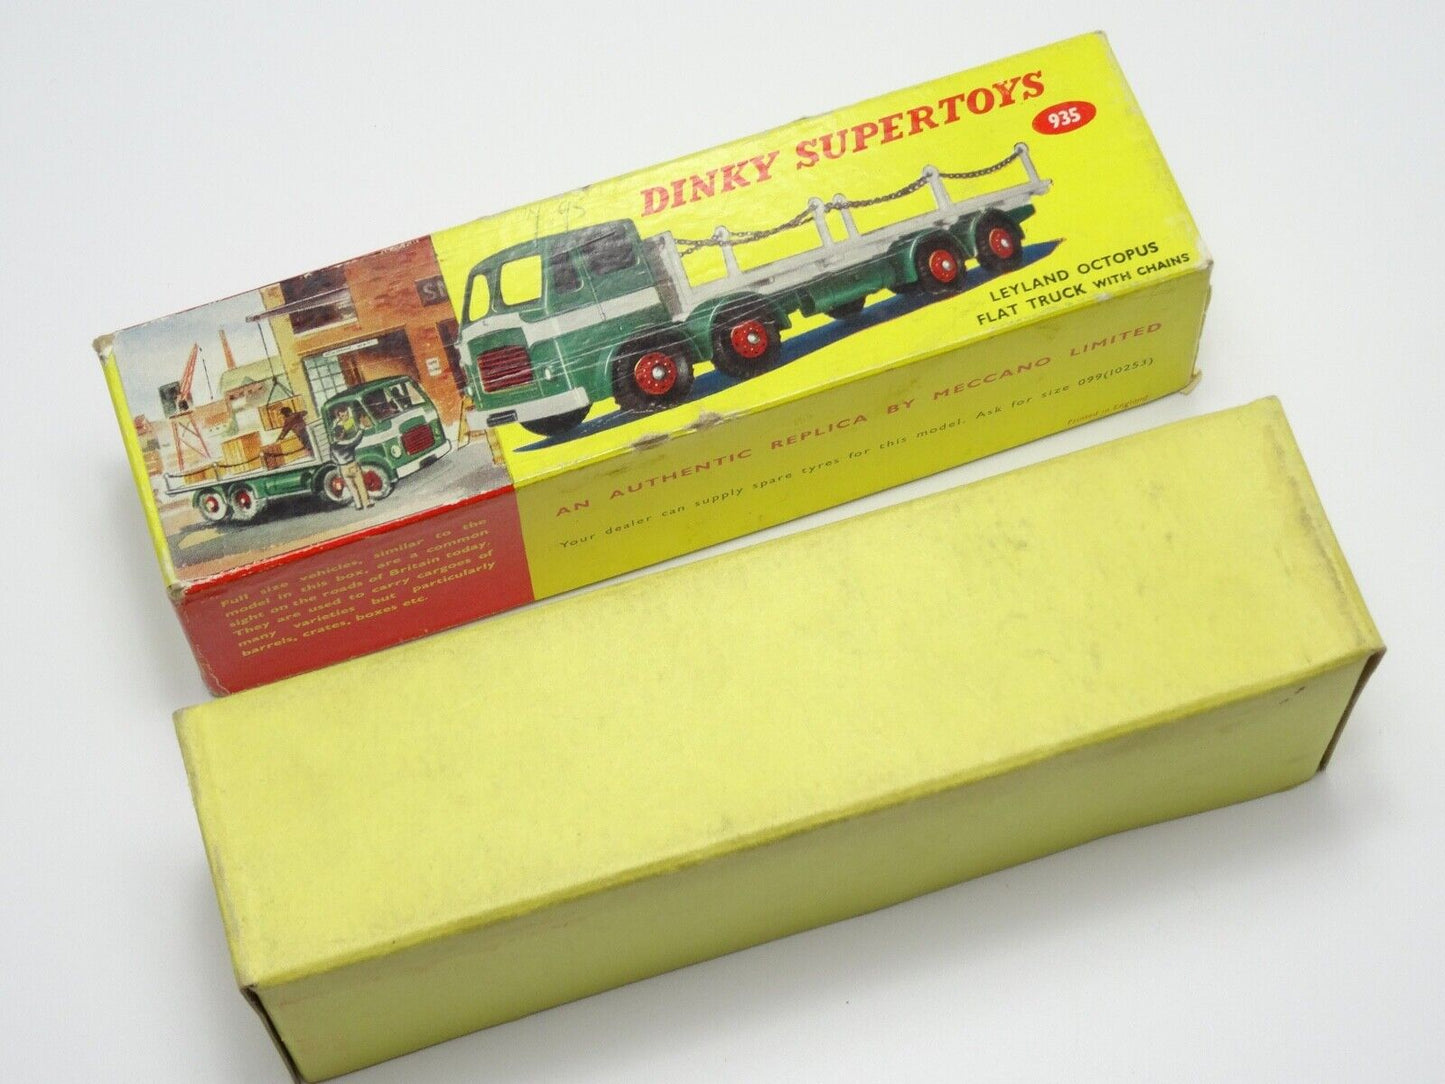 DINKY SUPERTOYS
935
LEYLAND OCTOPUS
FLAT TRUCK WITH CHAINS
AN AUTHENTIC REPLICA BY MECCANO LIMITED
Your dealer can supply spare tyres for this model. Ask for size 099(10253)
Printed in England
Full size vehicles, similar to the
model in this box, are a common
sight on the roads of Britain today.
They are used to carry cargoes of
many varieties but particularly
barrels, crates, boxes etc.